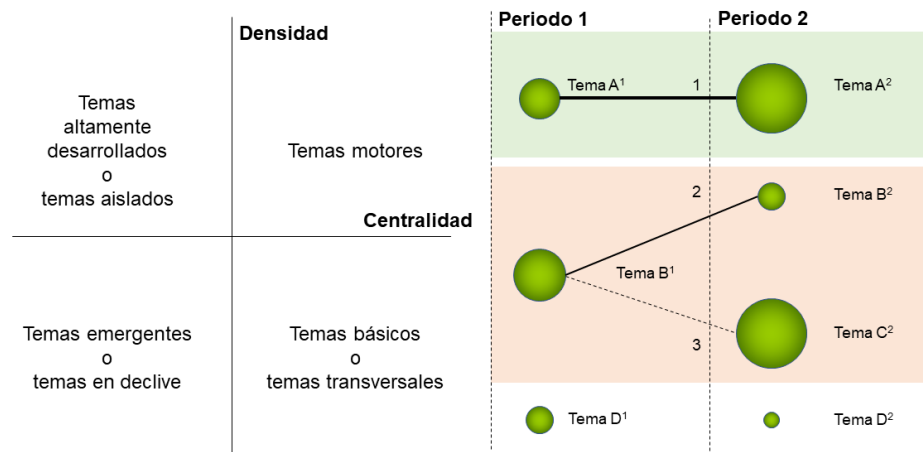 Densidad
Temas
altamente
desarrollados
o
temas aislados
Temas motores
Centralidad
Temas emergentes
o
temas en declive
Temas básicos
o
temas transversales
Periodo 1
Periodo 2
Tema A¹
1
Tema A²
2
Tema B²
Tema B¹
3
Tema C²
Tema D¹
Tema D²